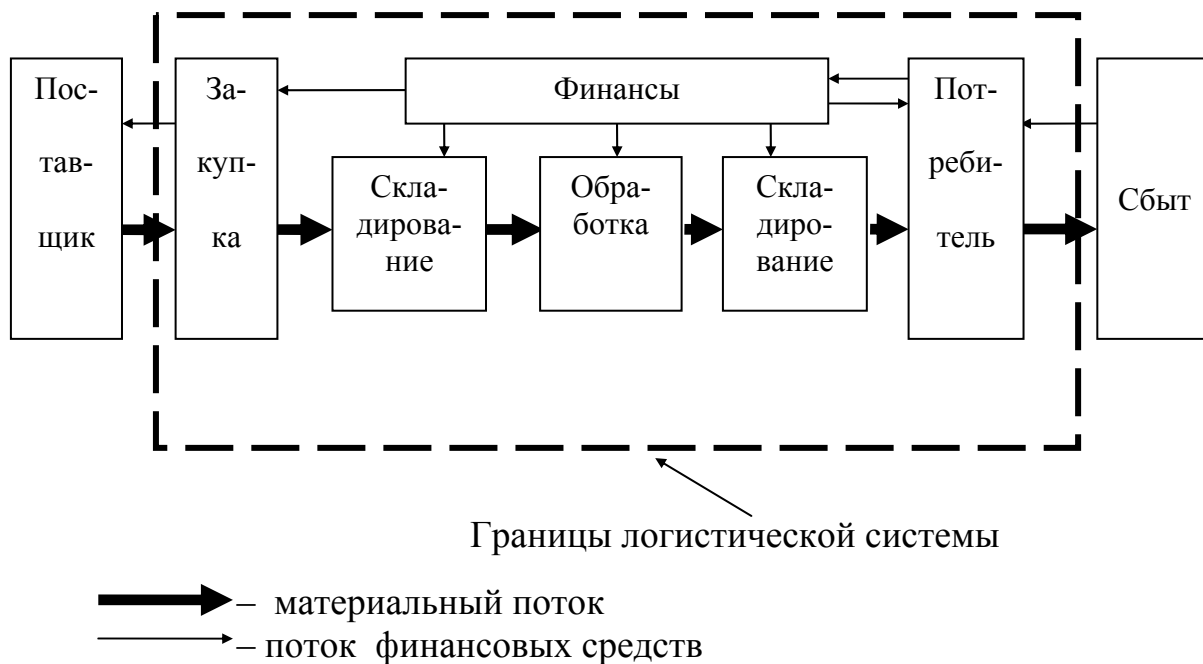 Пос-
тав-
щик
За-
куп-
ка
Финансы
Скла-
дирова-
ние
Обра-
ботка
Скла-
диро-
вание
Пот-
реби-
тель
Сбыт
Границы логистической системы
– материальный поток
– поток финансовых средств